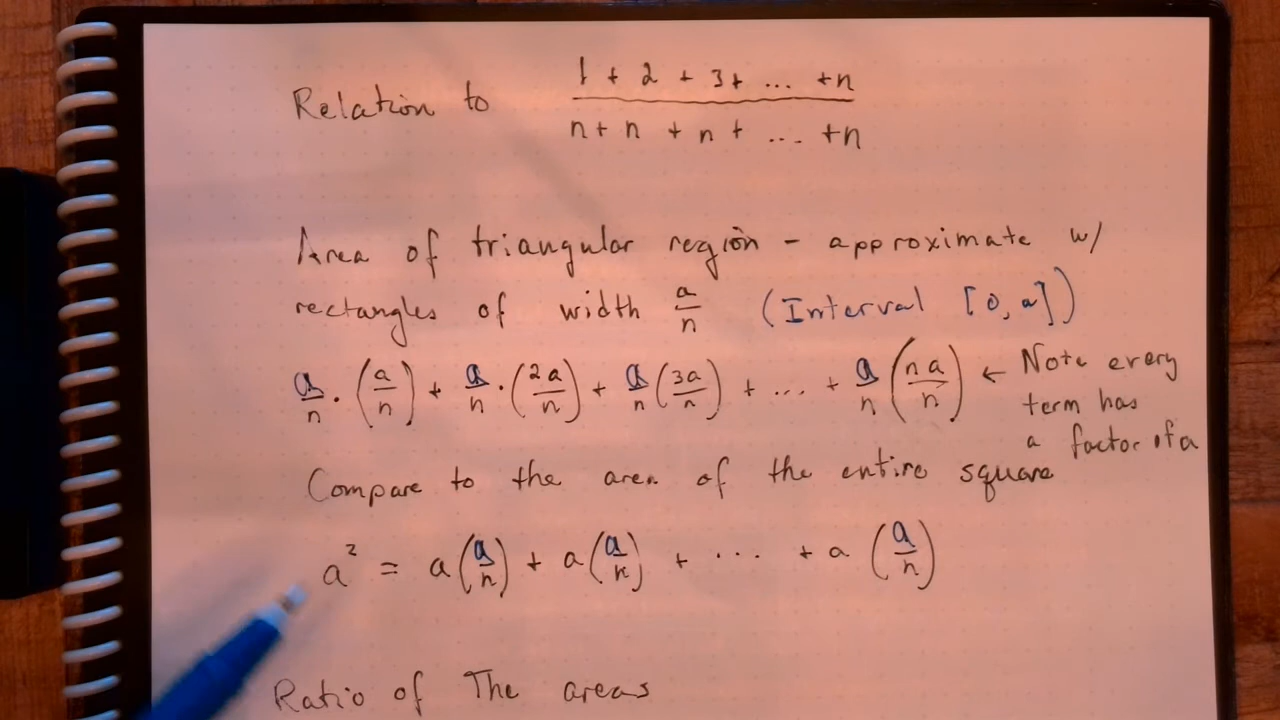 Relation to (1 + 2 + 3 + ... + n) / (n + n + n + ... + n)
Area of triangular region - approximate w/
rectangles of width a/n (Interval [0, a])
a/n · (a/n) + a/n · (2a/n) + a/n (3a/n) + ... + a/n (na/n) ← Note every
term has
a factor of a
Compare to the area of the entire square
a² = a(a/n) + a(a/n) + ... + a (a/n)
Ratio of The areas